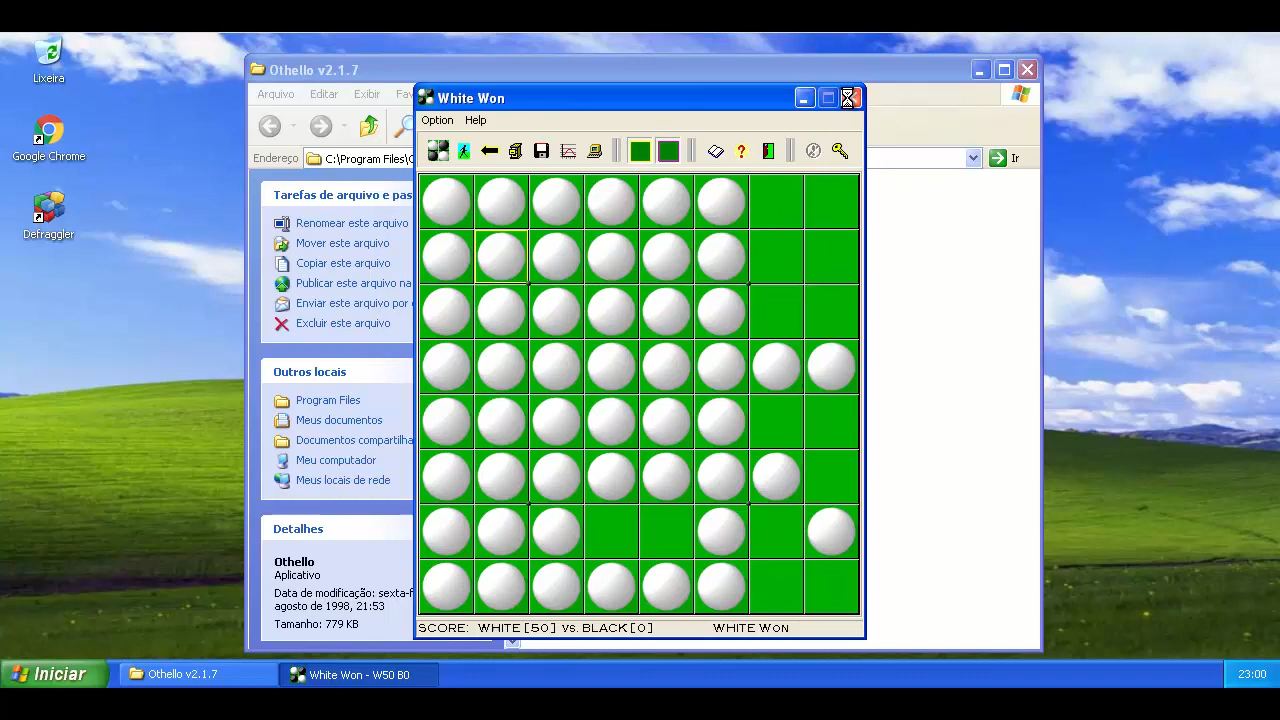 Lixeira
Google Chrome
Defraggler
Othello v2.1.7
Arquivo Editar Exibir
Endereço C:\Program Files\ Ir
Tarefas de arquivo e pas
Renomear este arquivo
Mover este arquivo
Copiar este arquivo
Publicar este arquivo na
Enviar este arquivo por
Excluir este arquivo
Outros locais
Program Files
Meus documentos
Documentos compartilha
Meu computador
Meus locais de rede
Detalhes
Othello
Aplicativo
Data de modificação: sexta-f
agosto de 1998, 21:53
Tamanho: 779 KB
White Won
Option Help
SCORE: WHITE [50] vs. BLACK [0] WHITE WON
Iniciar Othello v2.1.7 White Won - W50 B0 23:00